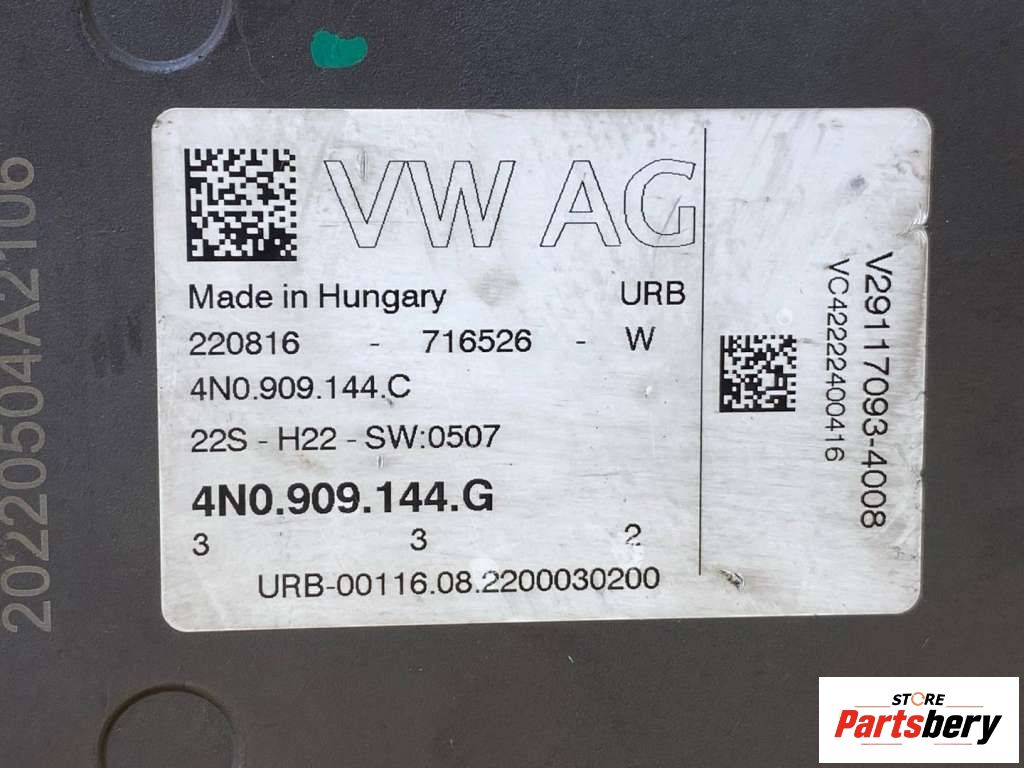 20220504A2106
VW AG
Made in Hungary URB
220816 - 716526 - W
4N0.909.144.C
22S - H22 - SW:0507
4N0.909.144.G
3 3 2
URB-00116.08.2200030200
V29117093-4008
VC42222400416
STORE
Partsbery